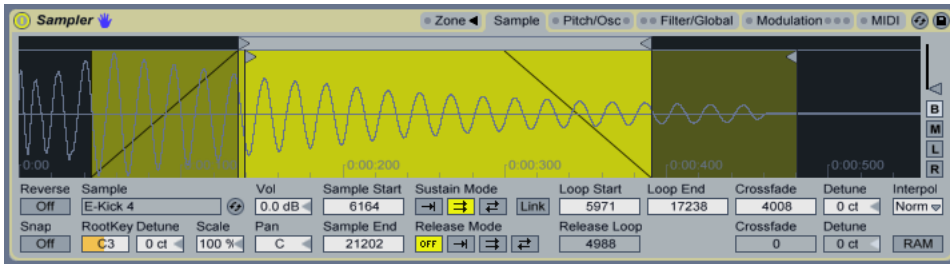 Sampler
Zone Sample Pitch/Osc Filter/Global Modulation MIDI
B
M
L
R
0:00 0:00:200 0:00:300 0:00:400 0:00:500
Reverse Sample Vol Sample Start Sustain Mode Loop Start Loop End Crossfade Detune Interpol
Off E-Kick 4 0.0 dB 6164 Link 5971 17238 4008 0 ct Norm
Snap RootKey Detune Scale Pan Sample End Release Mode Release Loop Crossfade Detune
Off C3 0 ct 100 % C 21202 OFF 4988 0 0 ct RAM